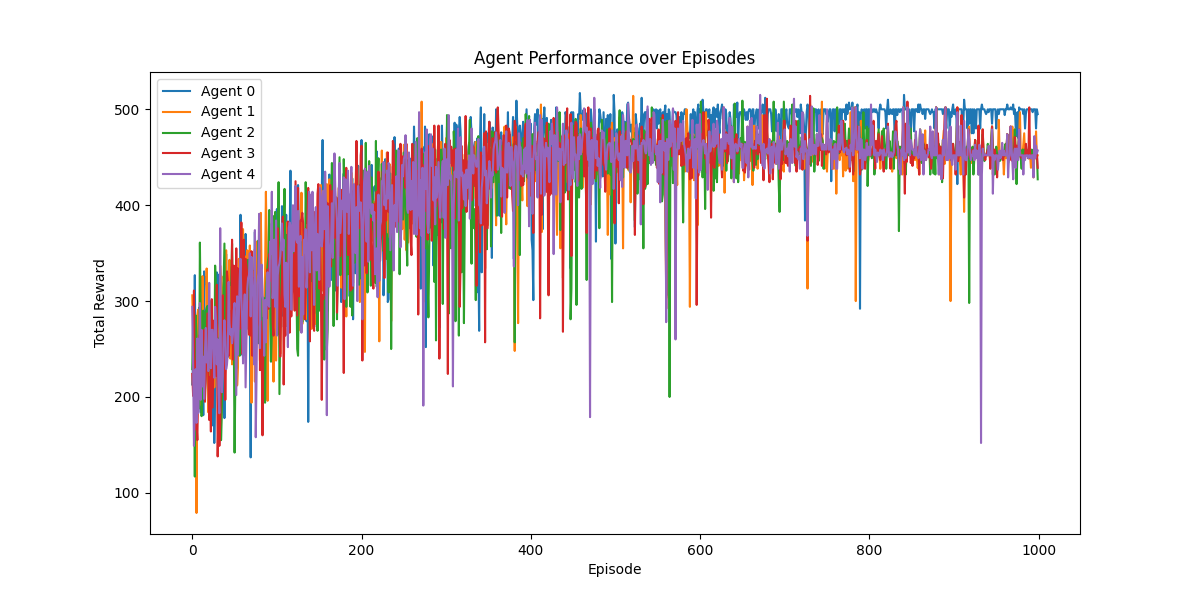 Agent Performance over Episodes
Agent 0
Agent 1
Agent 2
Agent 3
Agent 4
Total Reward
500
400
300
200
100
0
200
400
600
800
1000
Episode